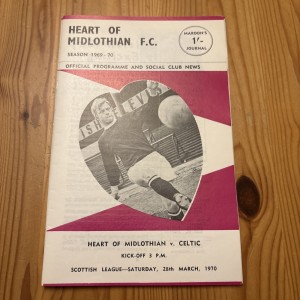 HEART OF
MIDLOTHIAN F.C.
SEASON 1969-70
MAROON'S
1/-
JOURNAL
OFFICIAL PROGRAMME AND SOCIAL CLUB NEWS
HEART OF MIDLOTHIAN v. CELTIC
KICK-OFF 3 P.M.
SCOTTISH LEAGUE—SATURDAY, 28th MARCH, 1970